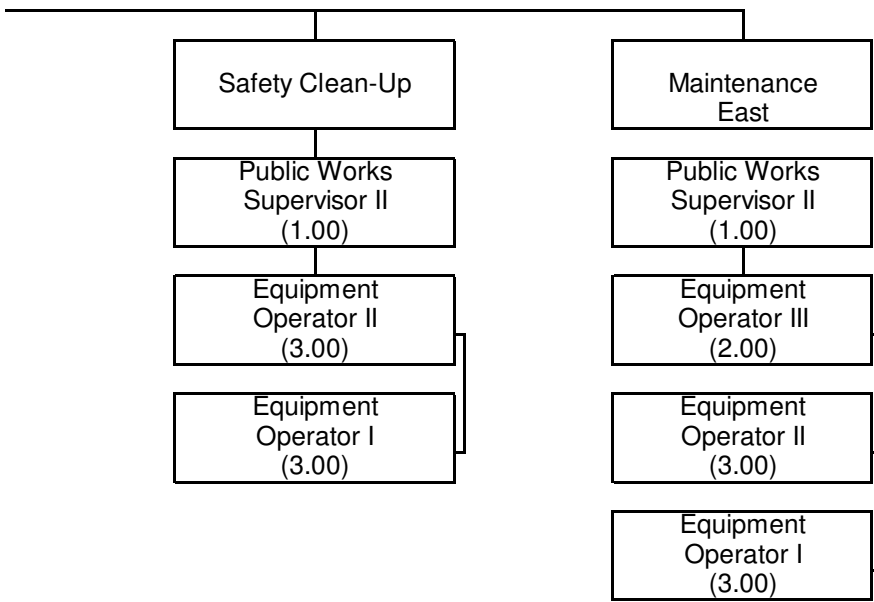 Safety Clean-Up
Public Works
Supervisor II
(1.00)
Equipment
Operator II
(3.00)
Equipment
Operator I
(3.00)
Maintenance
East
Public Works
Supervisor II
(1.00)
Equipment
Operator III
(2.00)
Equipment
Operator II
(3.00)
Equipment
Operator I
(3.00)